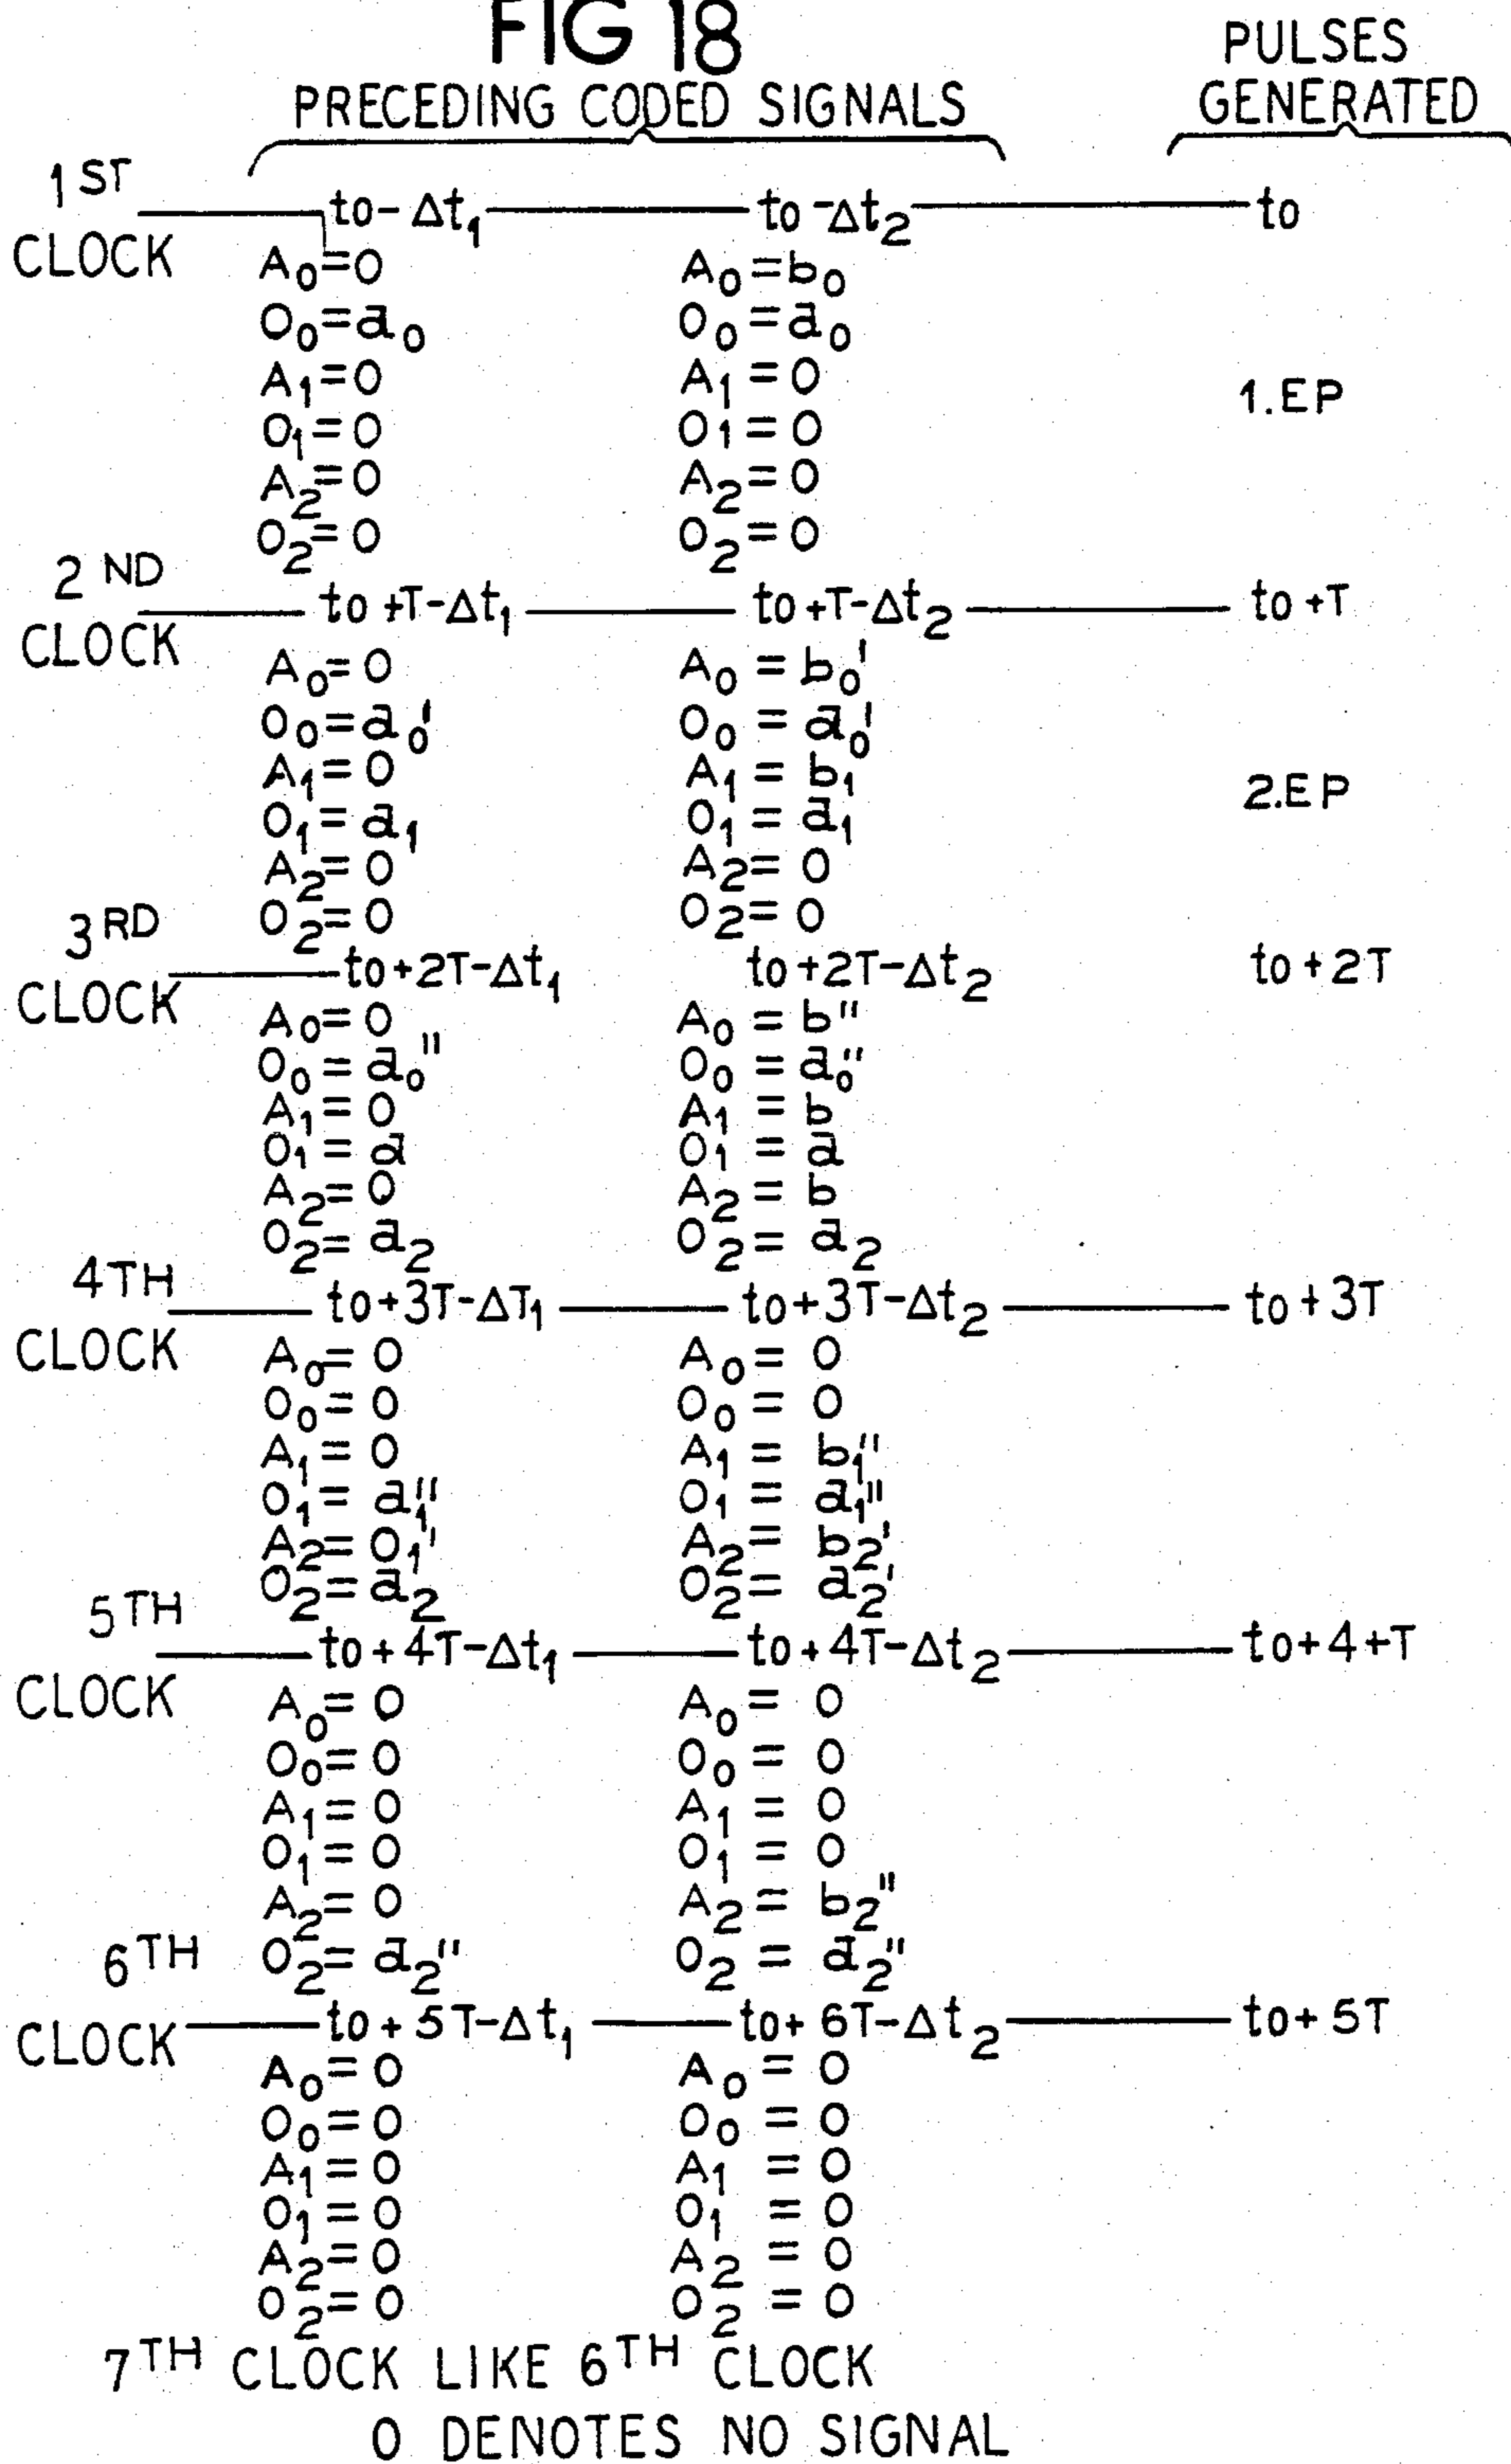 FIG 18
PRECEDING CODED SIGNALS
PULSES GENERATED
1ST CLOCK to-Δt₁ to-Δt₂ to
A₀=0 A₀=b₀
O₀=a₀ O₀=a₀
A₁=0 A₁=0
1.EP
O₁=0 O₁=0
A₂=0 A₂=0
O₂=0 O₂=0
2ND CLOCK to+T-Δt₁ to+T-Δt₂ to+T
A₀=0 A₀=b₀'
O₀=a₀' O₀=a₀'
A₁=0 A₁=b₁
2.EP
O₁=a₁ O₁=a₁
A₂=0 A₂=0
O₂=0 O₂=0
3RD CLOCK to+2T-Δt₁ to+2T-Δt₂ to+2T
A₀=0 A₀=b"
O₀=a₀" O₀=a₀"
A₁=0 A₁=b
O₁=a O₁=a
A₂=0 A₂=b
O₂=a₂ O₂=a₂
4TH CLOCK to+3T-ΔT₁ to+3T-Δt₂ to+3T
A₀=0 A₀=0
O₀=0 O₀=0
A₁=0 A₁=b₁"
O₁=a₁" O₁=a₁"
A₂=0₁' A₂=b₂'
O₂=a₂' O₂=a₂'
5TH CLOCK to+4T-Δt₁ to+4T-Δt₂ to+4+T
A₀=0 A₀=0
O₀=0 O₀=0
A₁=0 A₁=0
O₁=0 O₁=0
A₂=0 A₂=b₂"
O₂=a₂" O₂=a₂"
6TH CLOCK to+5T-Δt₁ to+6T-Δt₂ to+5T
A₀=0 A₀=0
O₀=0 O₀=0
A₁=0 A₁=0
O₁=0 O₁=0
A₂=0 A₂=0
O₂=0 O₂=0
7TH CLOCK LIKE 6TH CLOCK
0 DENOTES NO SIGNAL